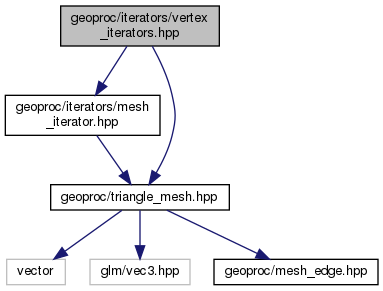 geoproc/iterators/vertex
_iterators.hpp
geoproc/iterators/mesh
_iterator.hpp
geoproc/triangle_mesh.hpp
vector
glm/vec3.hpp
geoproc/mesh_edge.hpp